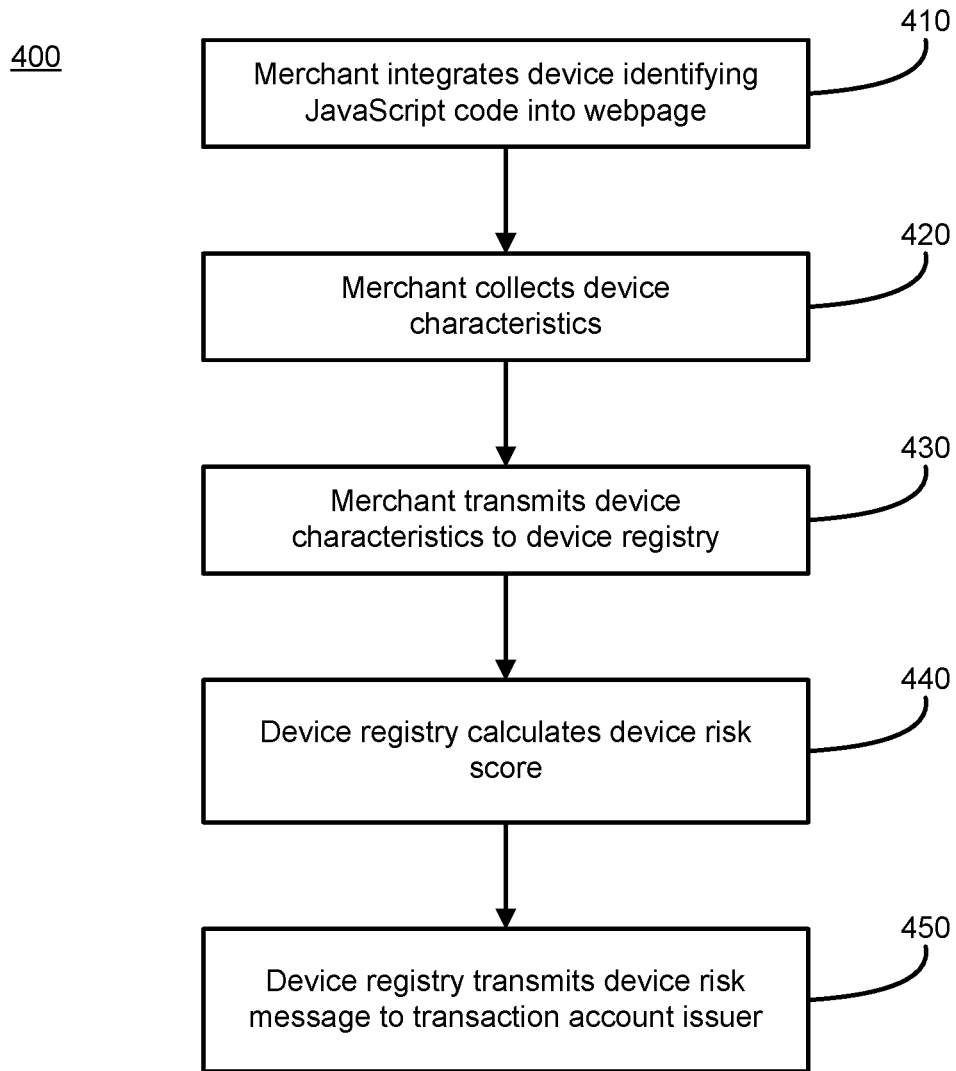 400
410
Merchant integrates device identifying
JavaScript code into webpage
420
Merchant collects device
characteristics
430
Merchant transmits device
characteristics to device registry
440
Device registry calculates device risk
score
450
Device registry transmits device risk
message to transaction account issuer